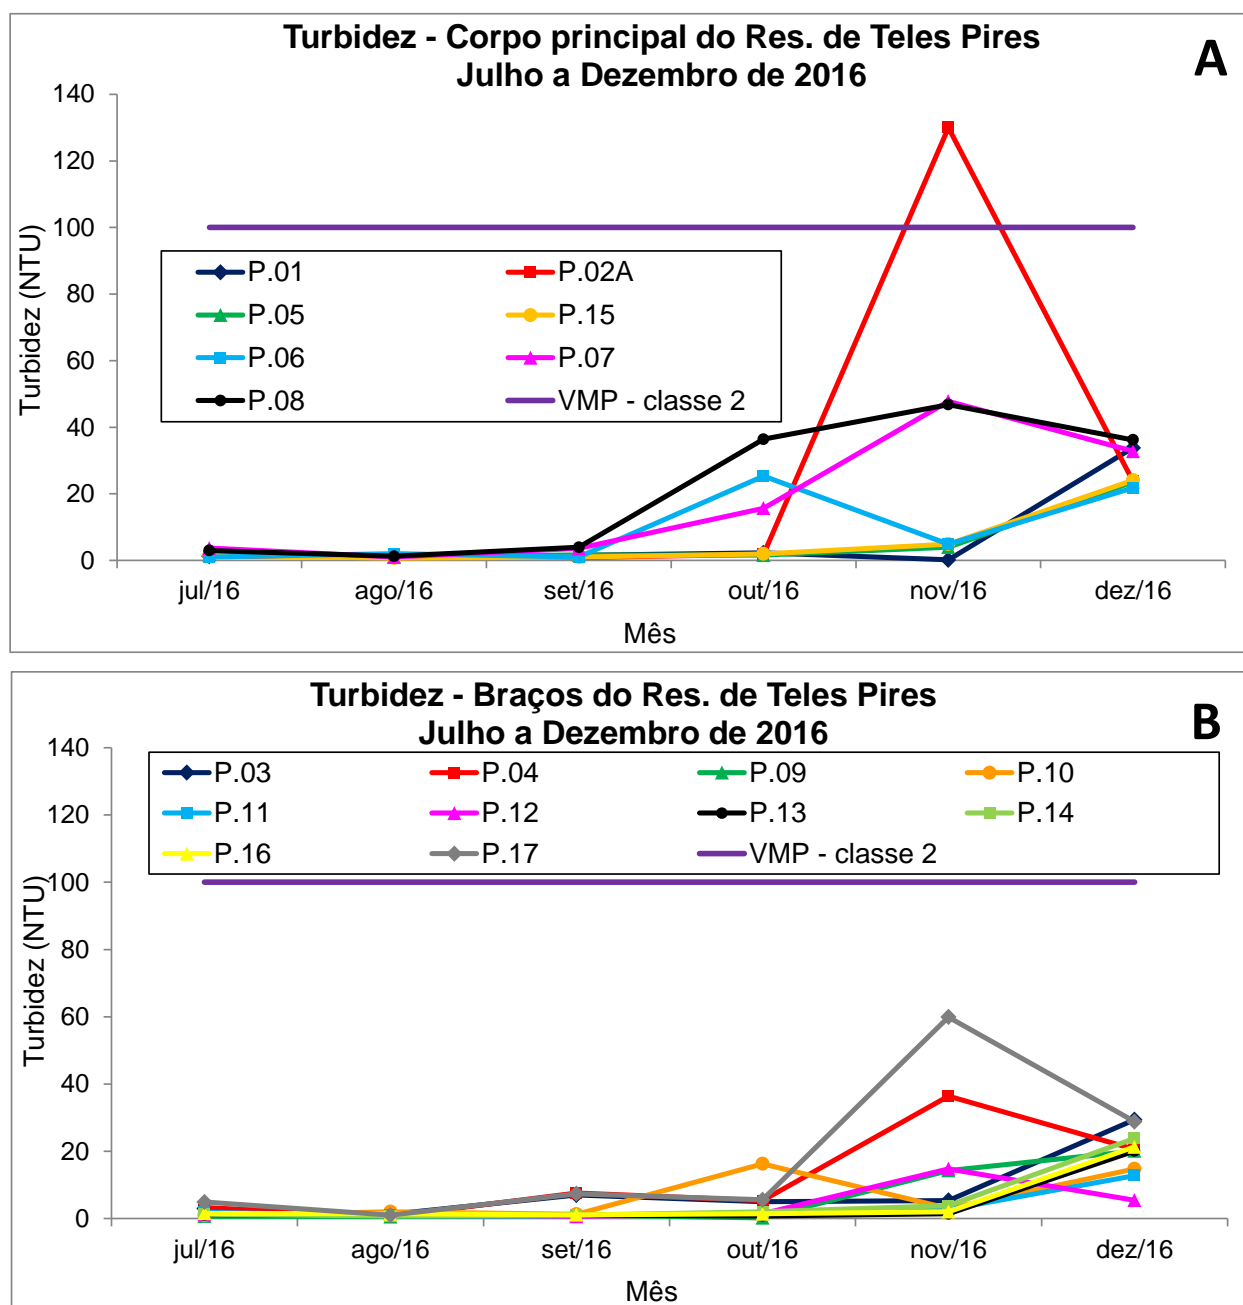 Turbidez - Corpo principal do Res. de Teles Pires
Julho a Dezembro de 2016
A
140
120
100
80
60
40
20
0
Turbidez (NTU)
P.01
P.02A
P.05
P.15
P.06
P.07
P.08
VMP - classe 2
jul/16
ago/16
set/16
out/16
nov/16
dez/16
Mês
Turbidez - Braços do Res. de Teles Pires
Julho a Dezembro de 2016
B
140
120
100
80
60
40
20
0
Turbidez (NTU)
P.03
P.04
P.09
P.10
P.11
P.12
P.13
P.14
P.16
P.17
VMP - classe 2
jul/16
ago/16
set/16
out/16
nov/16
dez/16
Mês